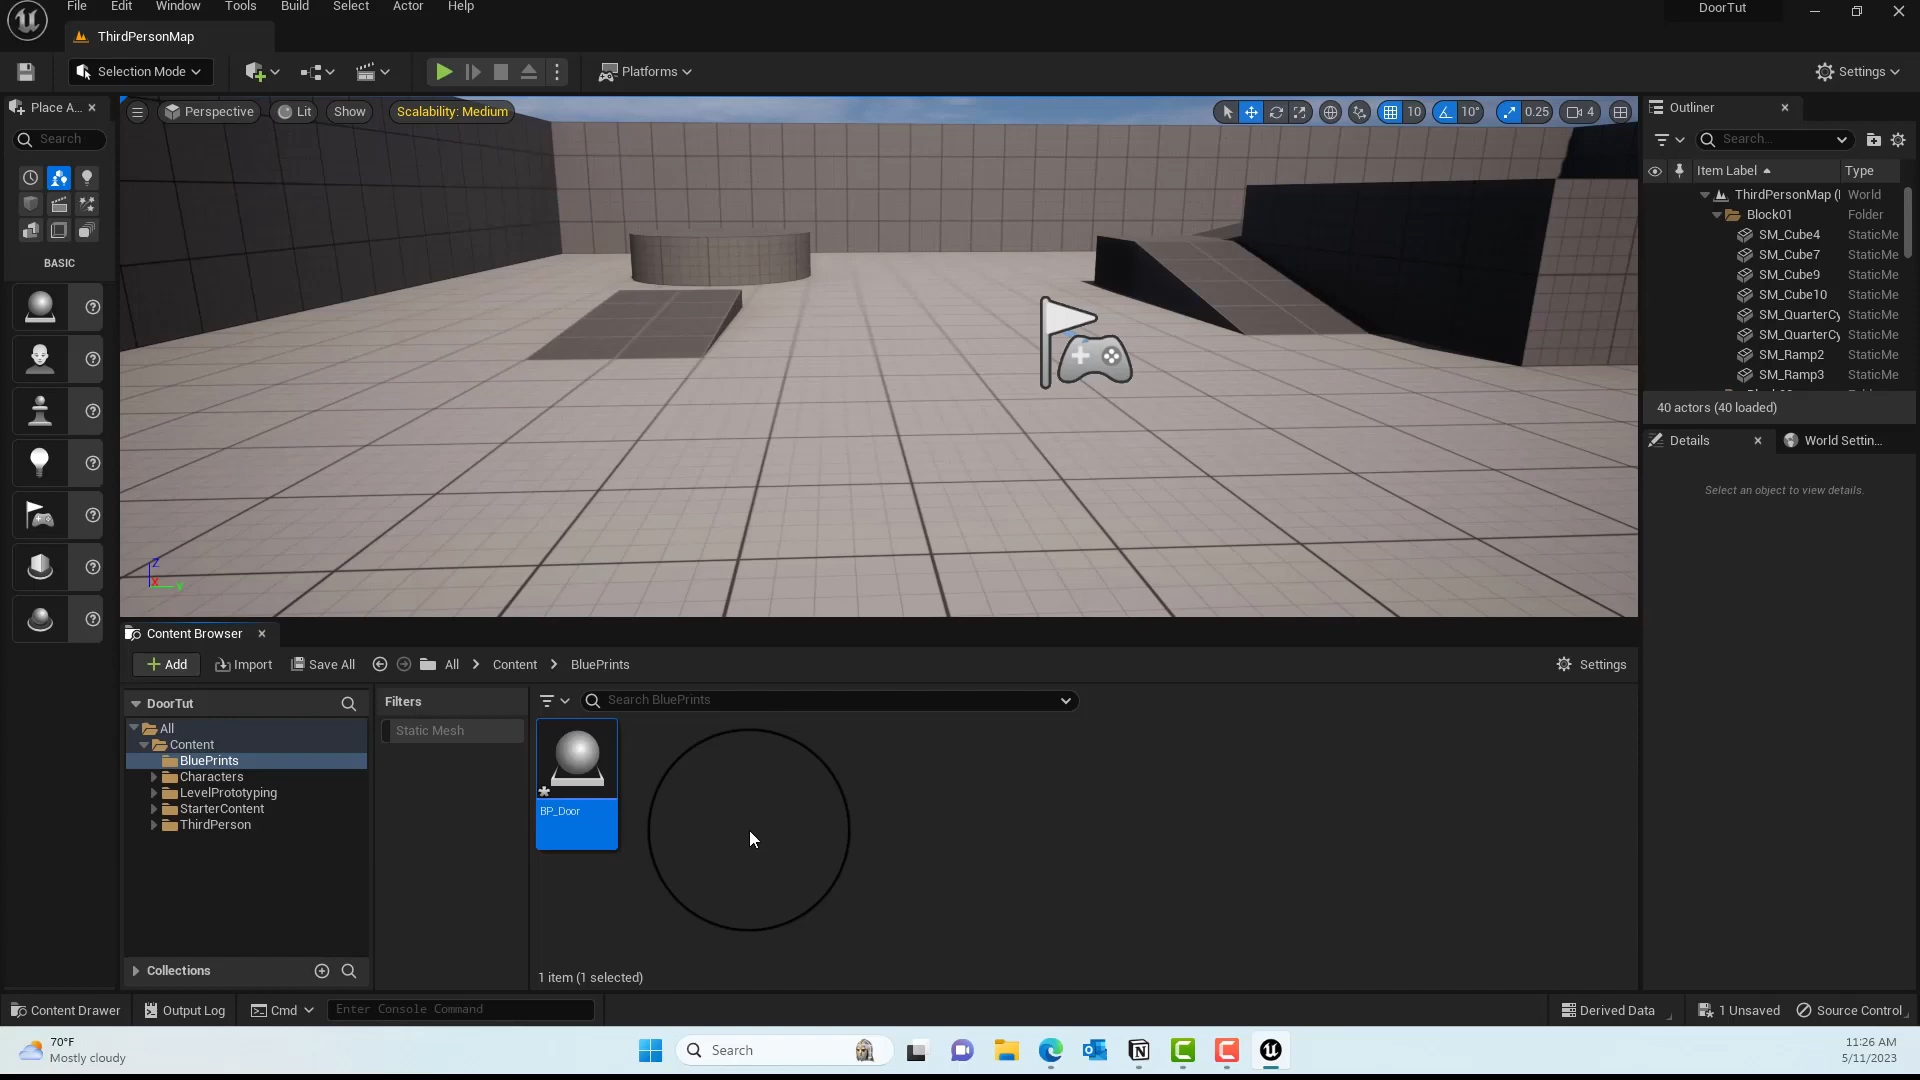 File Edit Window Tools Build Select Actor Help
DoorTut
ThirdPersonMap
Selection Mode
Platforms
Settings
Place A...
Perspective
Lit
Show
Scalability: Medium
10
10°
0.25
4
Outliner
Search
Search...
Item Label
Type
ThirdPersonMap (
World
Block01
Folder
SM_Cube4
StaticMe
SM_Cube7
StaticMe
SM_Cube9
StaticMe
SM_Cube10
StaticMe
SM_QuarterCy
StaticMe
SM_QuarterCy
StaticMe
SM_Ramp2
StaticMe
SM_Ramp3
StaticMe
40 actors (40 loaded)
BASIC
Details
World Settin...
Select an object to view details.
Z
X
Y
Content Browser
Add
Import
Save All
All > Content > BluePrints
Settings
DoorTut
Filters
Search BluePrints
All
Content
BluePrints
Characters
LevelPrototyping
StarterContent
ThirdPerson
Static Mesh
BP_Door
Collections
1 item (1 selected)
Content Drawer
Output Log
Cmd
Enter Console Command
Derived Data
1 Unsaved
Source Control
70°F
Mostly cloudy
Search
11:26 AM
5/11/2023